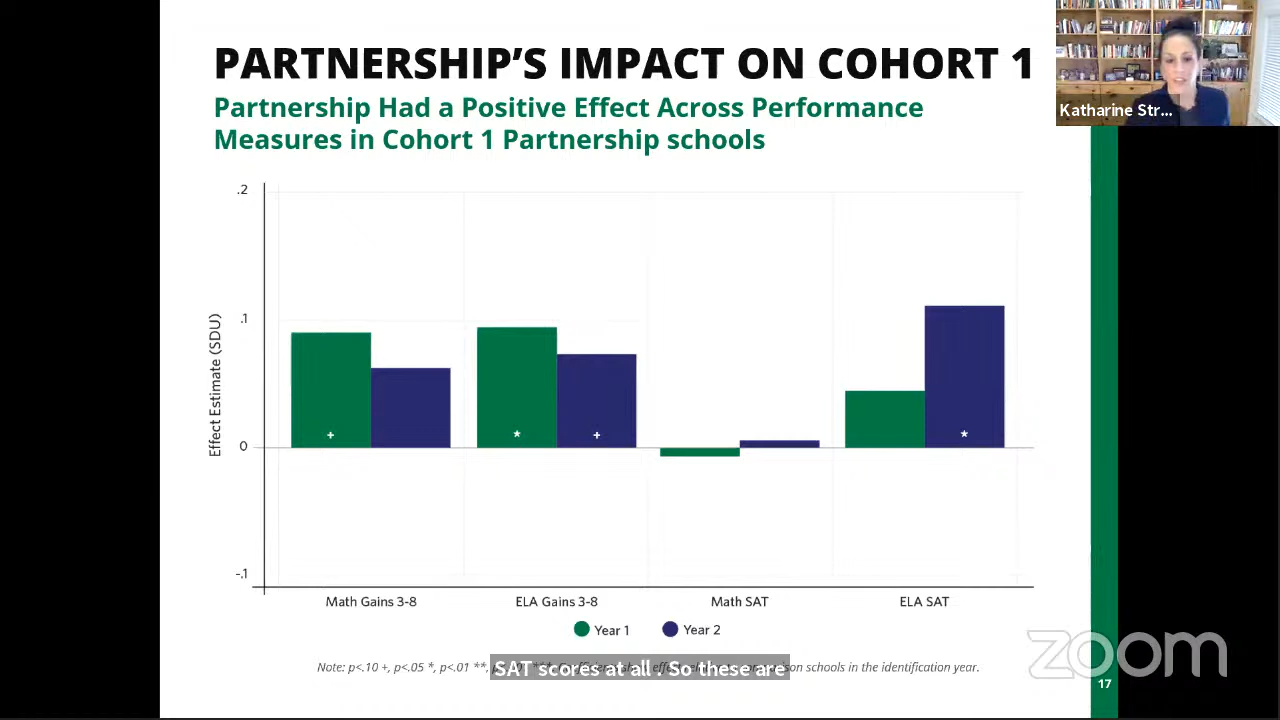 PARTNERSHIP'S IMPACT ON COHORT 1
Partnership Had a Positive Effect Across Performance
Measures in Cohort 1 Partnership schools
Katharine Str...
Effect Estimate (SDU)
.2
.1
0
-.1
+
*
+
*
Math Gains 3-8
ELA Gains 3-8
Math SAT
ELA SAT
Year 1
Year 2
Note: p<.10 +, p<.05 *, p<.01 **, schools in the identification year.
SAT scores at all . So these are
zoom
17